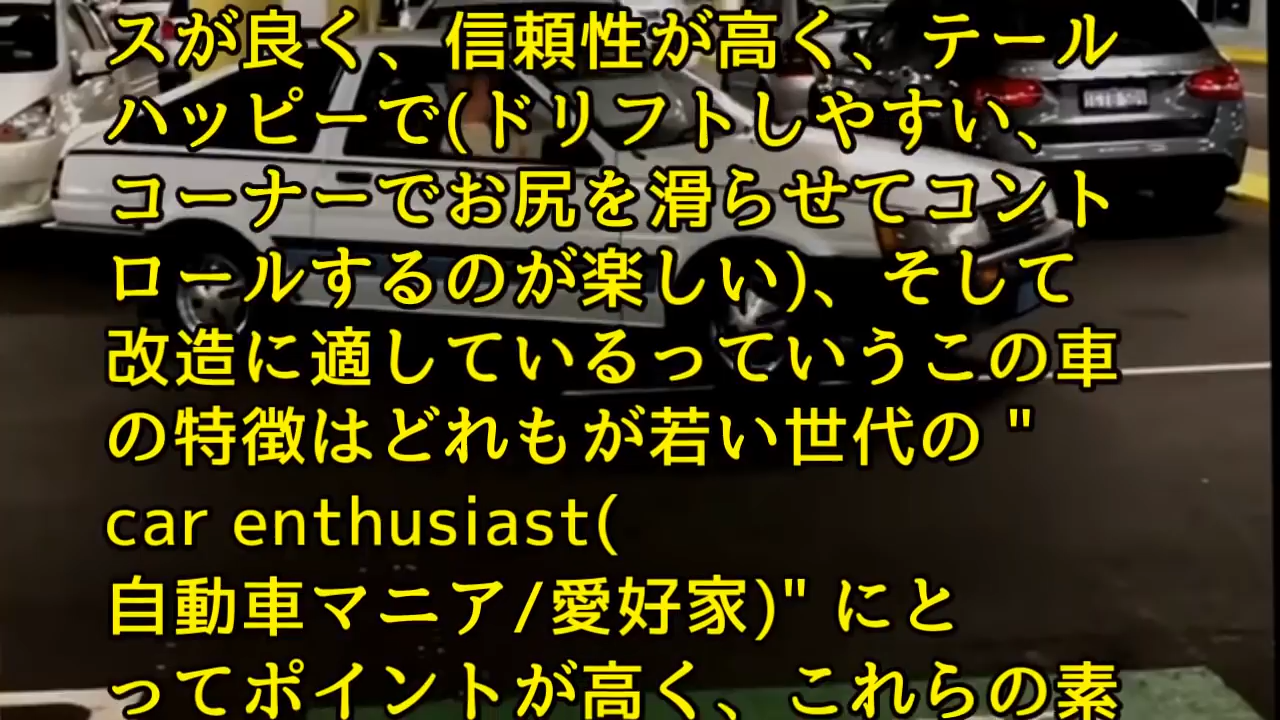 スが良く、信頼性が高く、テール
ハッピーで(ドリフトしやすい、
コーナーでお尻を滑らせてコント
ロールするのが楽しい)、そして
改造に適しているっていうこの車
の特徴はどれもが若い世代の "
car enthusiast(
自動車マニア/愛好家)" にと
ってポイントが高く、これらの素